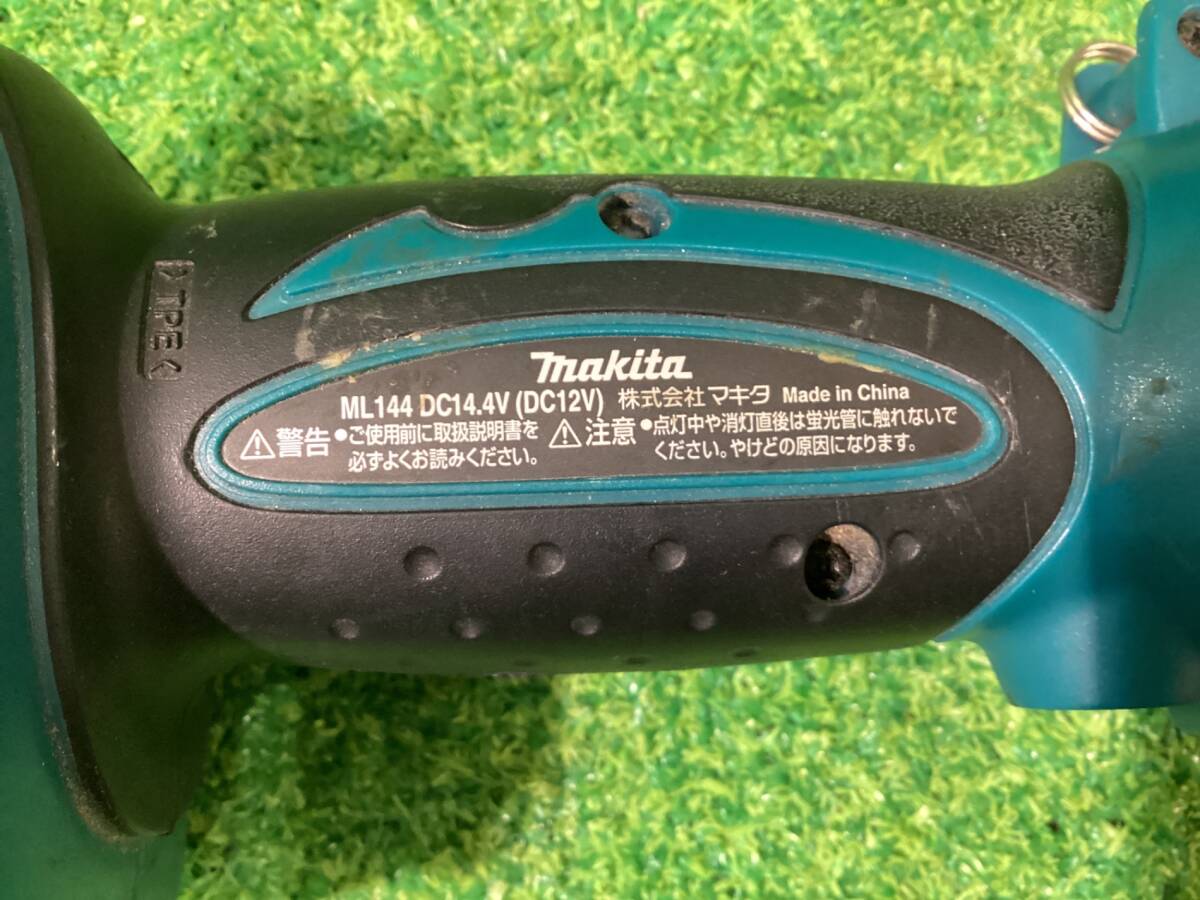 >TPE<
makita
ML144 DC14.4V (DC12V) 株式会社マキタ Made in China
⚠警告 •ご使用前に取扱説明書を
必ずよくお読みください。
⚠注意 •点灯中や消灯直後は蛍光管に触れないで
ください。やけどの原因になります。